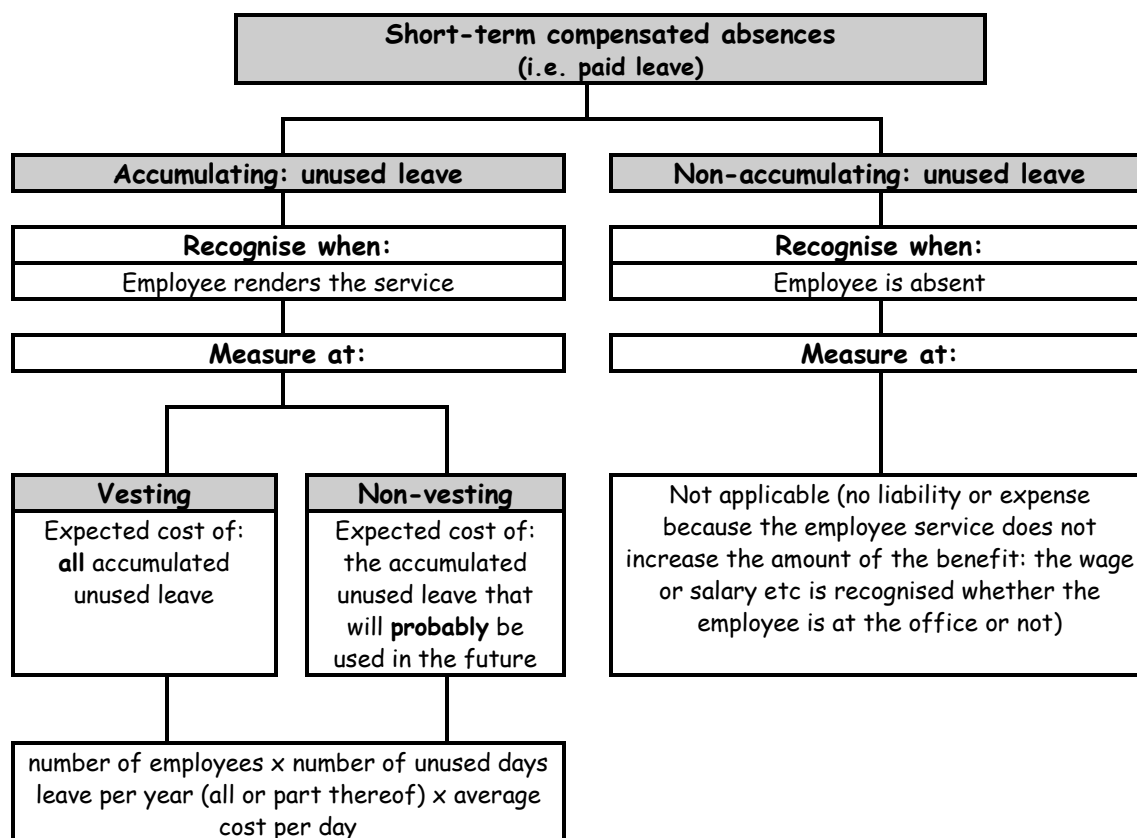 Short-term compensated absences
(i.e. paid leave)
Accumulating: unused leave
Recognise when:
Employee renders the service
Measure at:
Vesting
Expected cost of:
all accumulated
unused leave
Non-vesting
Expected cost of:
the accumulated
unused leave that
will probably be
used in the future
number of employees x number of unused days
leave per year (all or part thereof) x average
cost per day
Non-accumulating: unused leave
Recognise when:
Employee is absent
Measure at:
Not applicable (no liability or expense
because the employee service does not
increase the amount of the benefit: the wage
or salary etc is recognised whether the
employee is at the office or not)